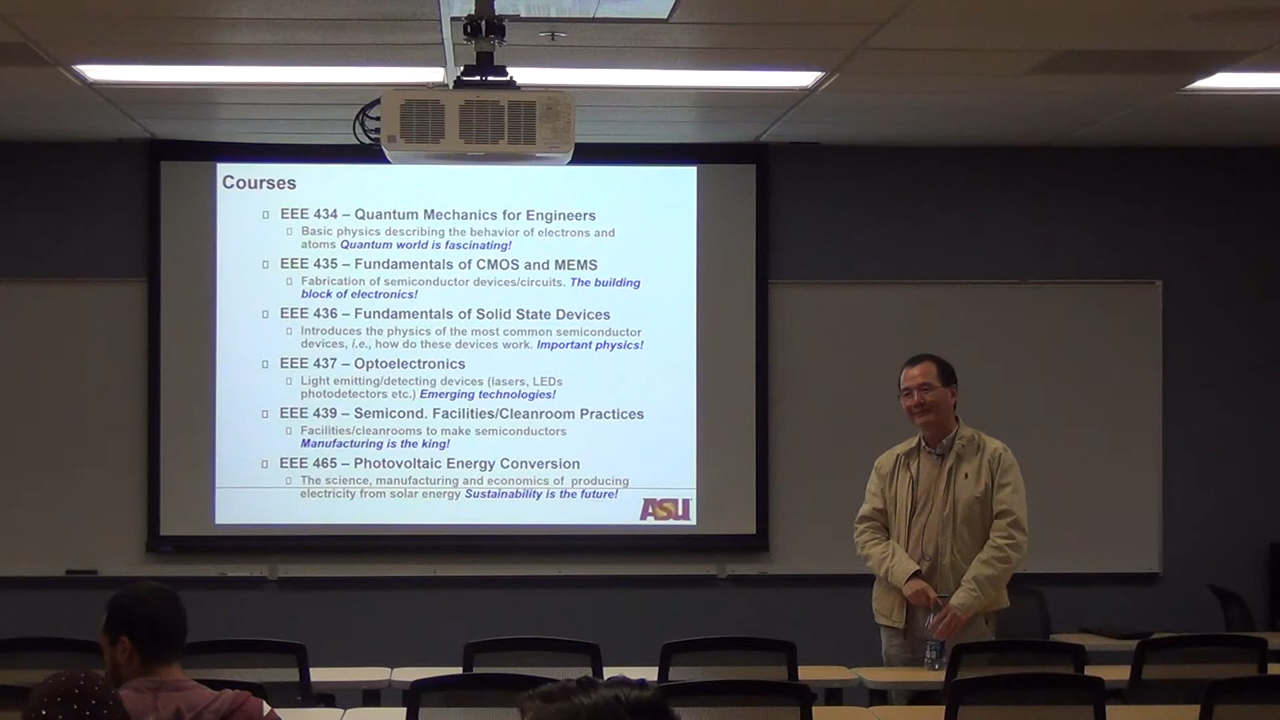 Courses
EEE 434 – Quantum Mechanics for Engineers
Basic physics describing the behavior of electrons and
atoms Quantum world is fascinating!
EEE 435 – Fundamentals of CMOS and MEMS
Fabrication of semiconductor devices/circuits. The building
block of electronics!
EEE 436 – Fundamentals of Solid State Devices
Introduces the physics of the most common semiconductor
devices, i.e., how do these devices work. Important physics!
EEE 437 – Optoelectronics
Light emitting/detecting devices (lasers, LEDs
photodetectors etc.) Emerging technologies!
EEE 439 – Semicond. Facilities/Cleanroom Practices
Facilities/cleanrooms to make semiconductors
Manufacturing is the king!
EEE 465 – Photovoltaic Energy Conversion
The science, manufacturing and economics of producing
electricity from solar energy Sustainability is the future!
ASU